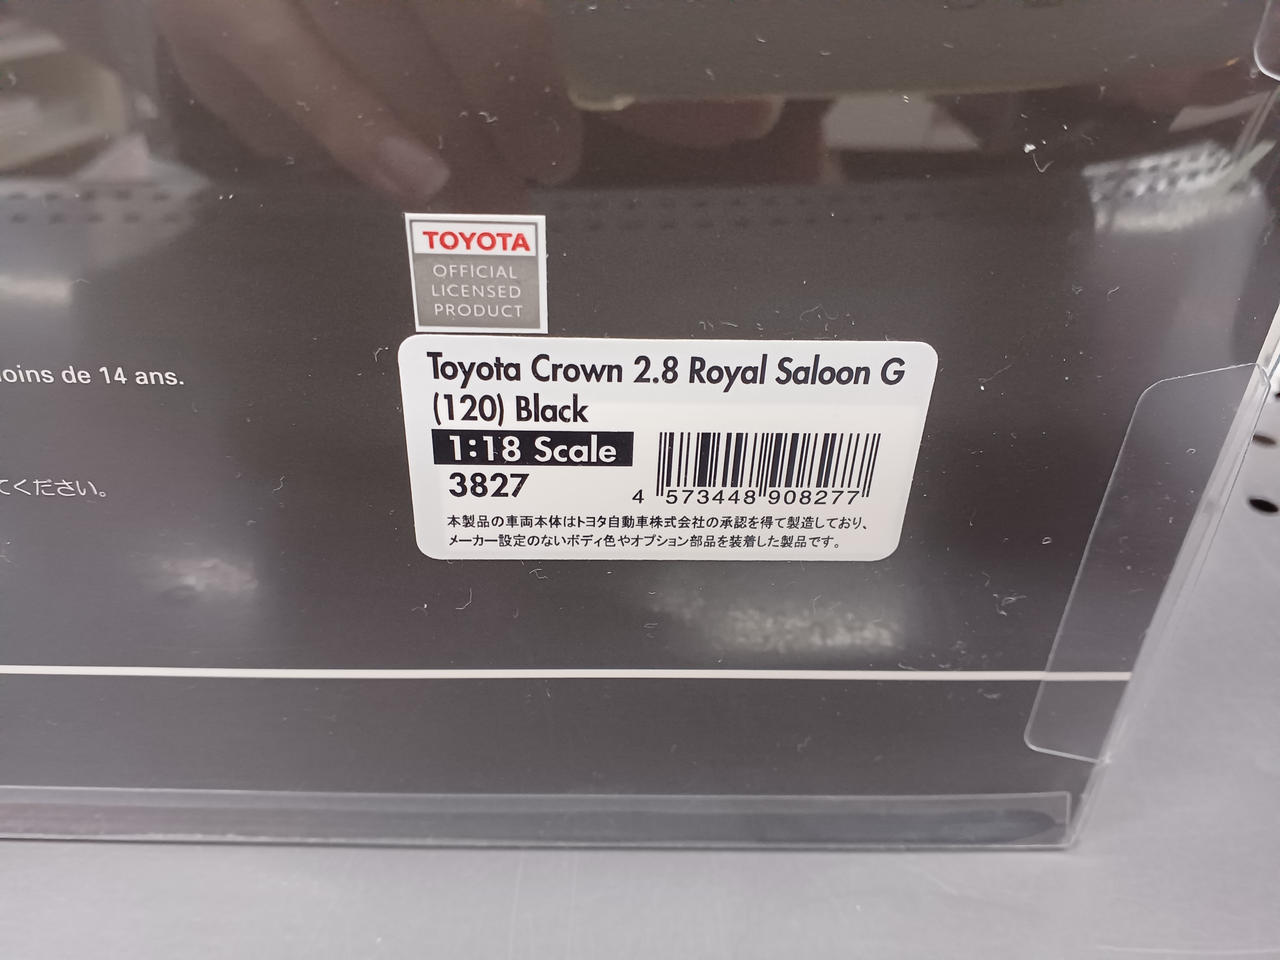 TOYOTA
OFFICIAL
LICENSED
PRODUCT
de 14 ans.
Toyota Crown 2.8 Royal Saloon G
(120) Black
1:18 Scale
3827
4 573448 908277
てください。
本製品の車両本体はトヨタ自動車株式会社の承認を得て製造しており、
メーカー設定のないボディ色やオプション部品を装着した製品です。